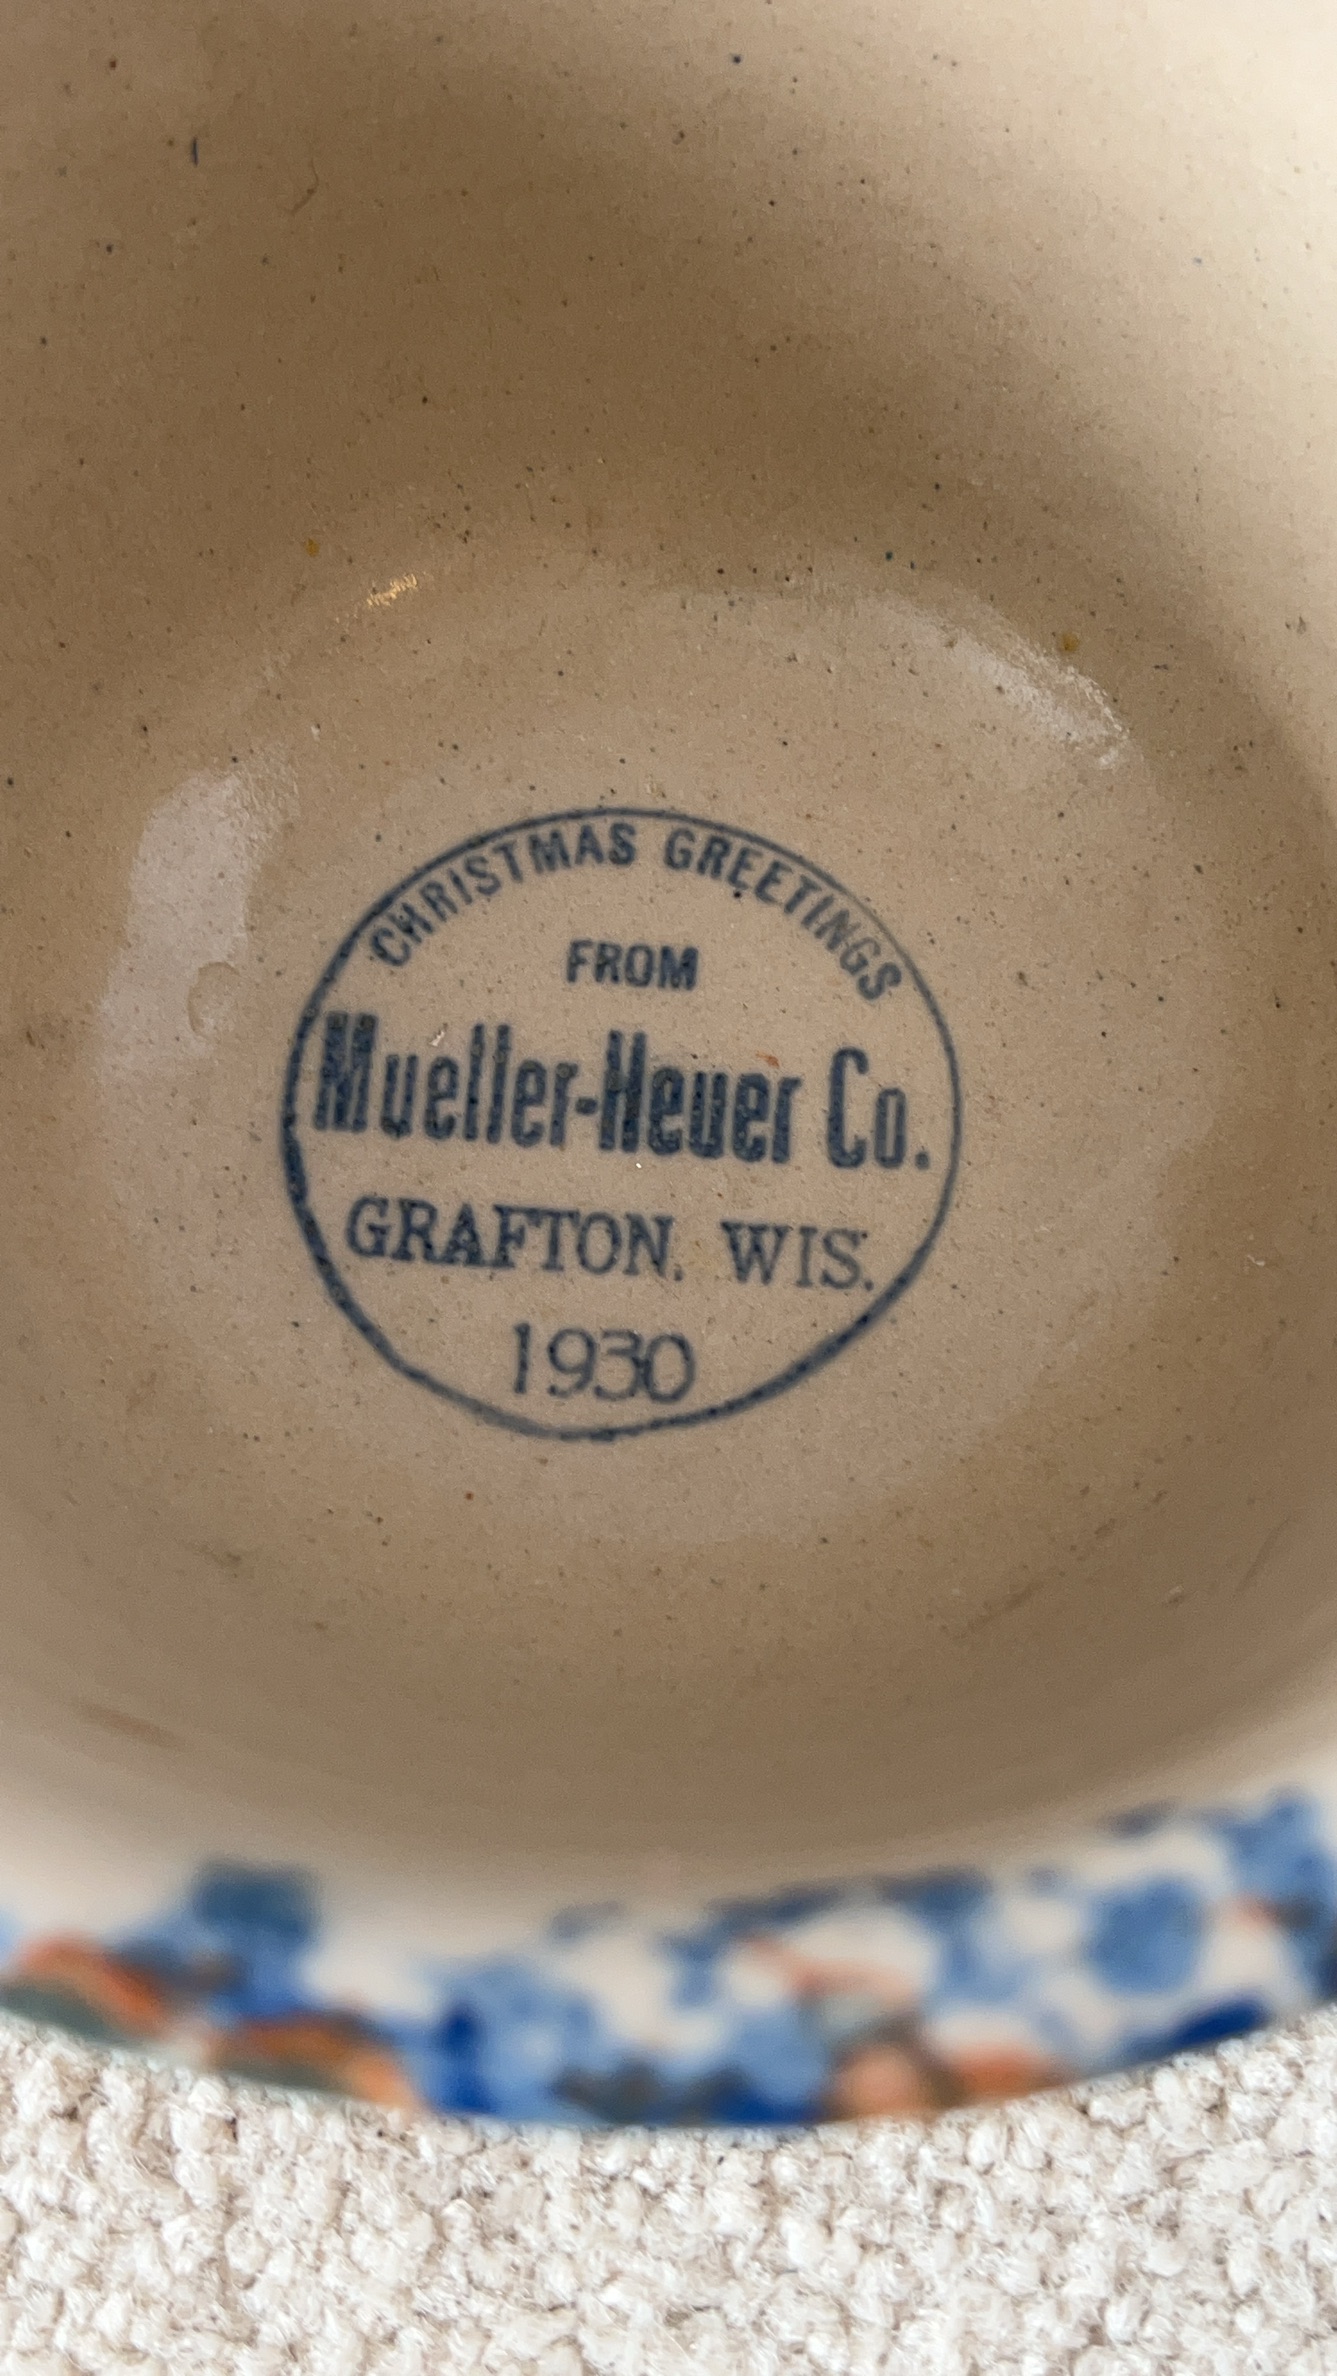 CHRISTMAS GREETINGS
FROM
Mueller-Heuer Co.
GRAFTON, WIS.
1930